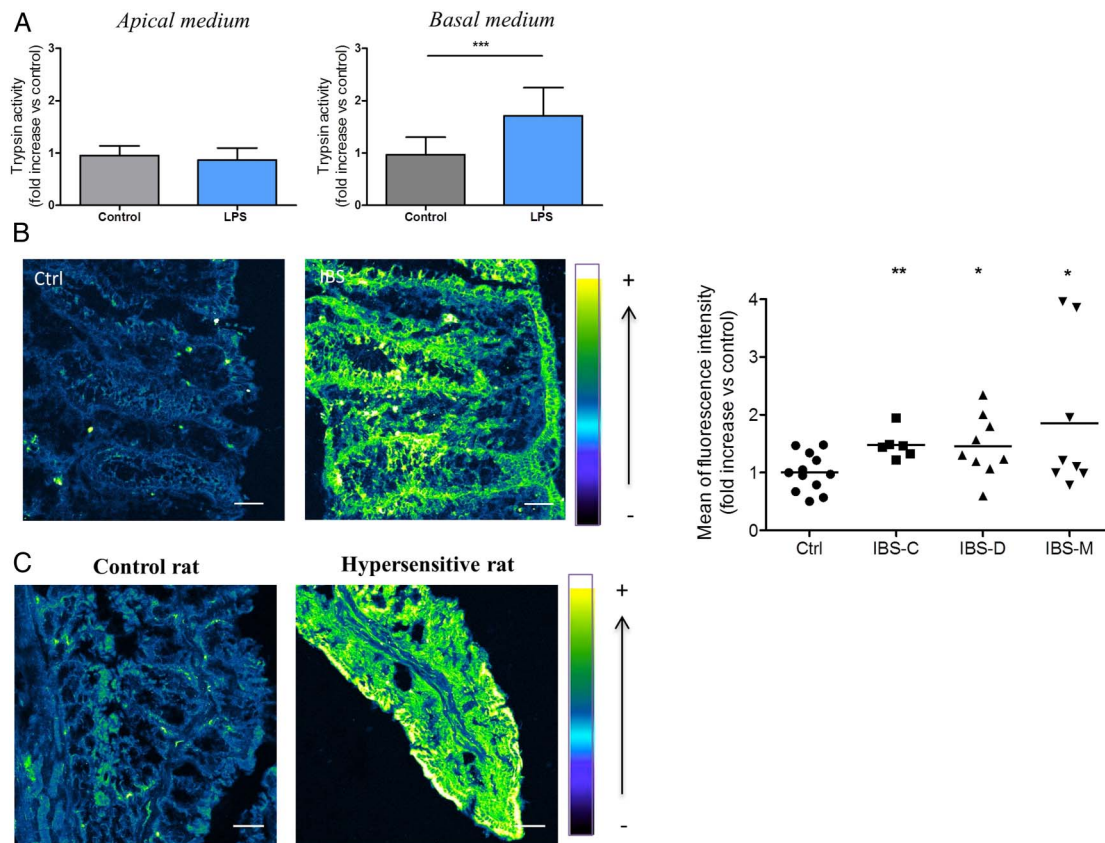 A
Apical medium
Trypsin activity
(fold increase vs control)
3
2
1
0
Control
LPS
Basal medium
***
Trypsin activity
(fold increase vs control)
3
2
1
0
Control
LPS
B
Ctrl
IBS
+
-
** * *
Mean of fluorescence intensity
(fold increase vs control)
4
3
2
1
0
Ctrl
IBS-C
IBS-D
IBS-M
C
Control rat
Hypersensitive rat
+
-